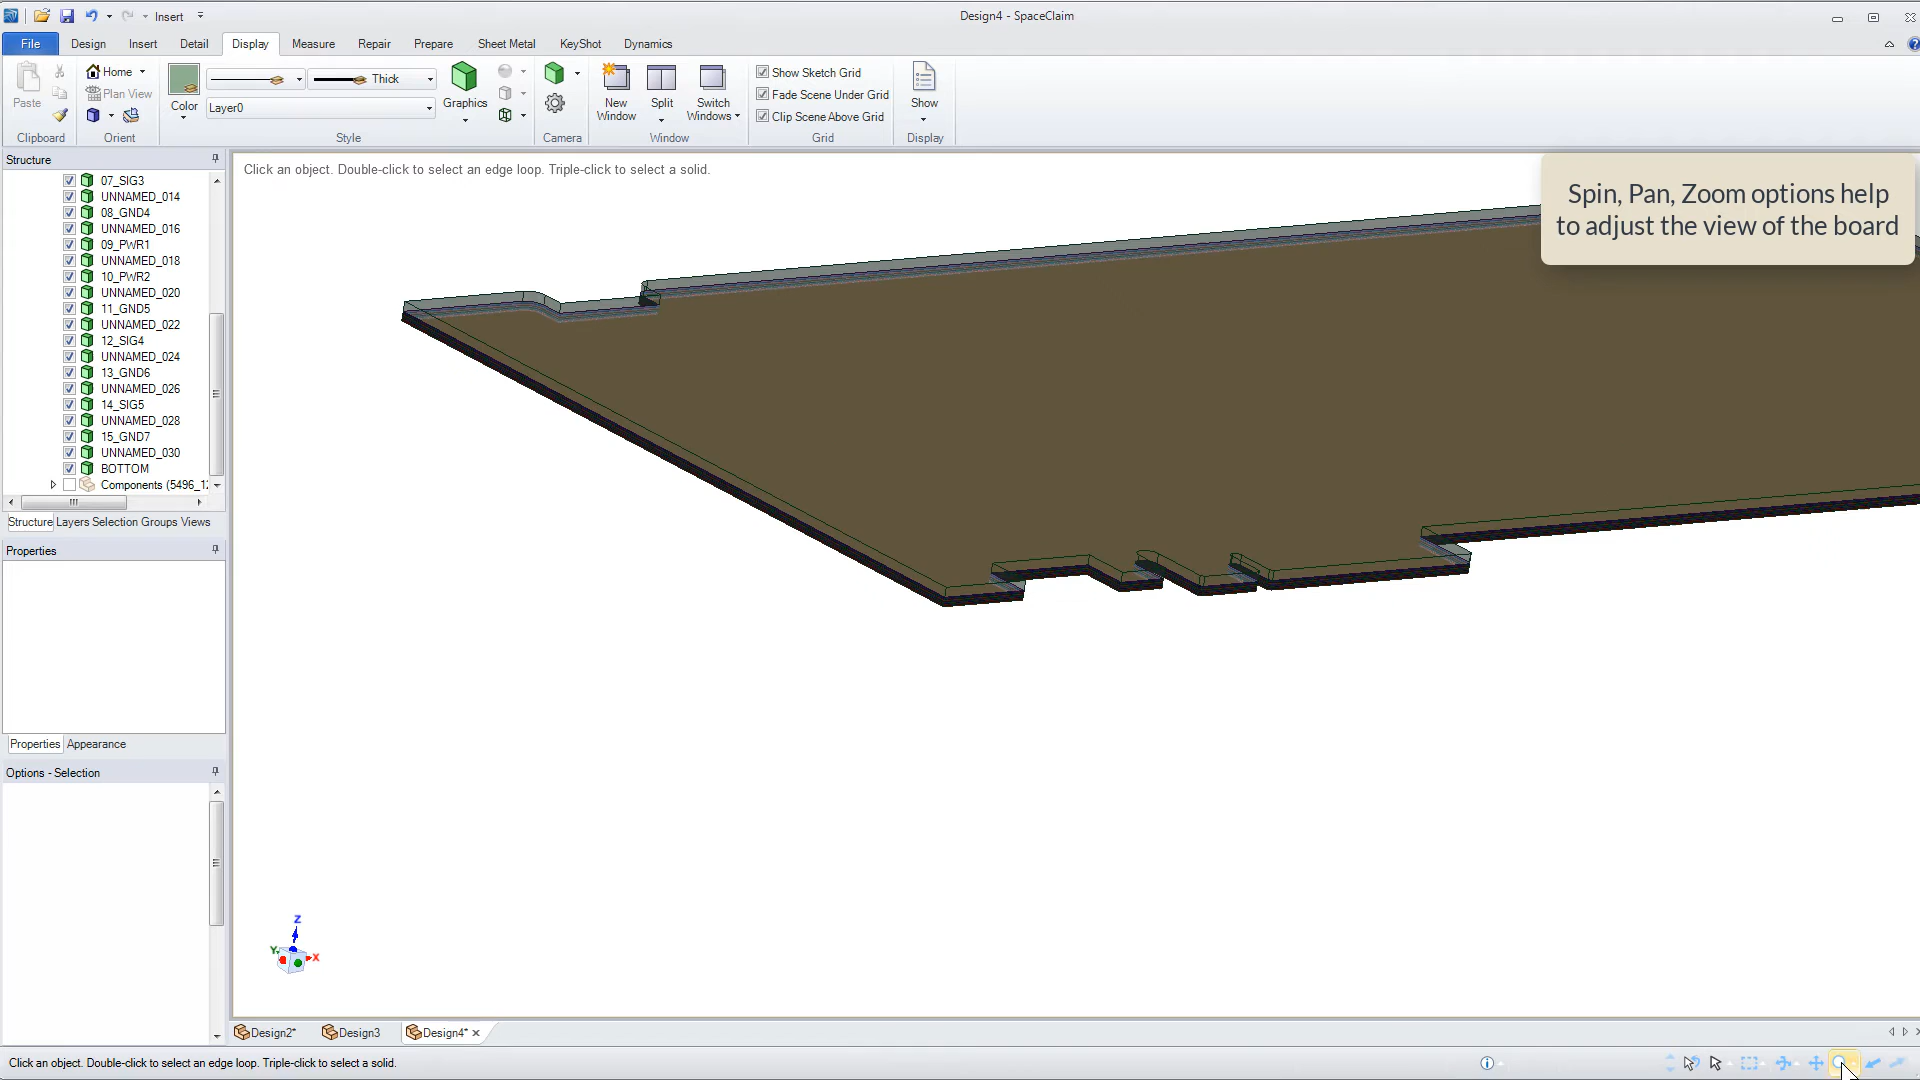 Insert
Design4 - SpaceClaim
File Design Insert Detail Display Measure Repair Prepare Sheet Metal KeyShot Dynamics
Paste
Home
Plan View
Color
Thick
Layer0
Graphics
New
Window
Split
Switch
Windows
Show Sketch Grid
Fade Scene Under Grid
Clip Scene Above Grid
Show
Clipboard Orient Style Camera Window Grid Display
Structure
07_SIG3
UNNAMED_014
08_GND4
UNNAMED_016
09_PWR1
UNNAMED_018
10_PWR2
UNNAMED_020
11_GND5
UNNAMED_022
12_SIG4
UNNAMED_024
13_GND6
UNNAMED_026
14_SIG5
UNNAMED_028
15_GND7
UNNAMED_030
BOTTOM
Components (5496_12
Structure Layers Selection Groups Views
Properties
Properties Appearance
Options - Selection
Click an object. Double-click to select an edge loop. Triple-click to select a solid.
Spin, Pan, Zoom options help
to adjust the view of the board
Z
Y
X
Design2* Design3 Design4*
Click an object. Double-click to select an edge loop. Triple-click to select a solid.